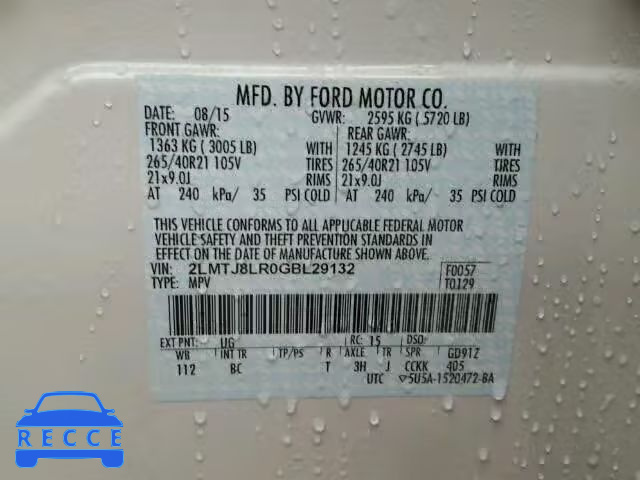 MFD. BY FORD MOTOR CO.
DATE: 08/15 GVWR: 2595 KG ( 5720 LB)
FRONT GAWR: REAR GAWR:
1363 KG ( 3005 LB) WITH 1245 KG ( 2745 LB) WITH
265/40R21 105V TIRES 265/40R21 105V TIRES
21x9.0J RIMS 21x9.0J RIMS
AT 240 kPa/ 35 PSI COLD AT 240 kPa/ 35 PSI COLD
THIS VEHICLE CONFORMS TO ALL APPLICABLE FEDERAL MOTOR
VEHICLE SAFETY AND THEFT PREVENTION STANDARDS IN
EFFECT ON THE DATE OF MANUFACTURE SHOWN ABOVE.
VIN: 2LMTJ8LR0GBL29132 F0057
TYPE: MPV T0129
EXT PNT: UG RC: 15 DSO:
WB INT TR TP/PS R AXLE TR SPR GD91Z
112 BC T 3H J CCKK 405
UTC ▽5U5A-1520472-BA
RECCE